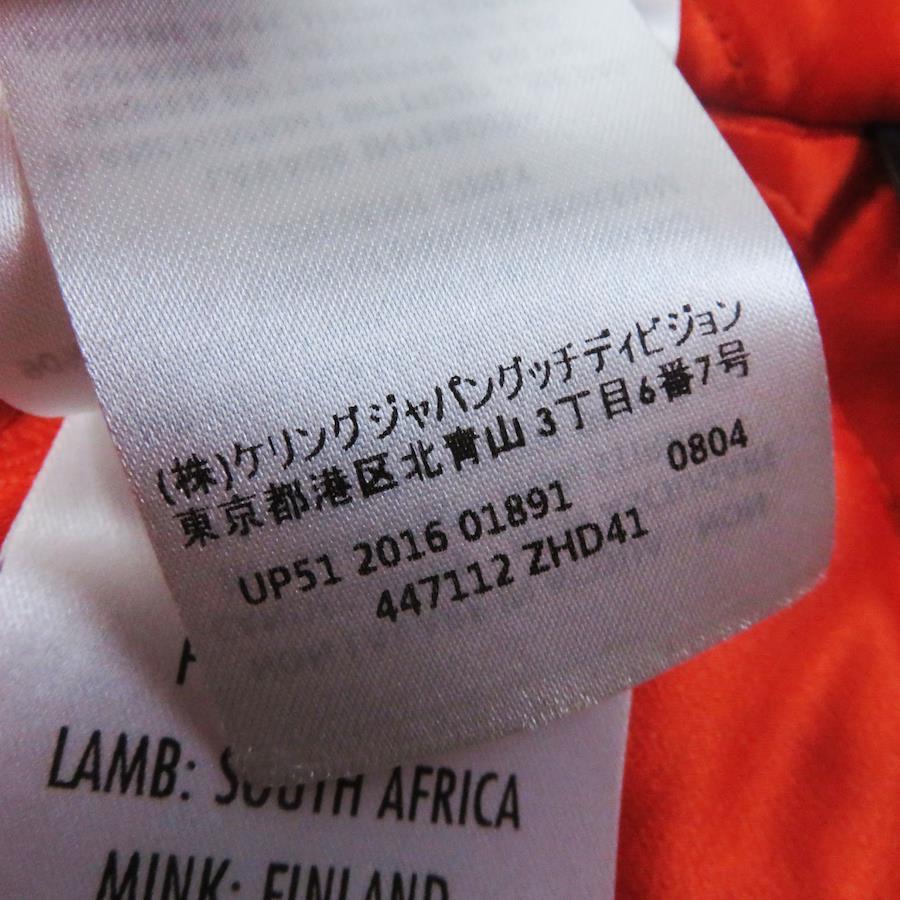 (株)ケリングジャパングッチディビジョン
東京都港区北青山3丁目6番7号
0804
UP51 2016 01891
447112 ZHD41
LAMB: SOUTH AFRICA
MINK: FINLAND